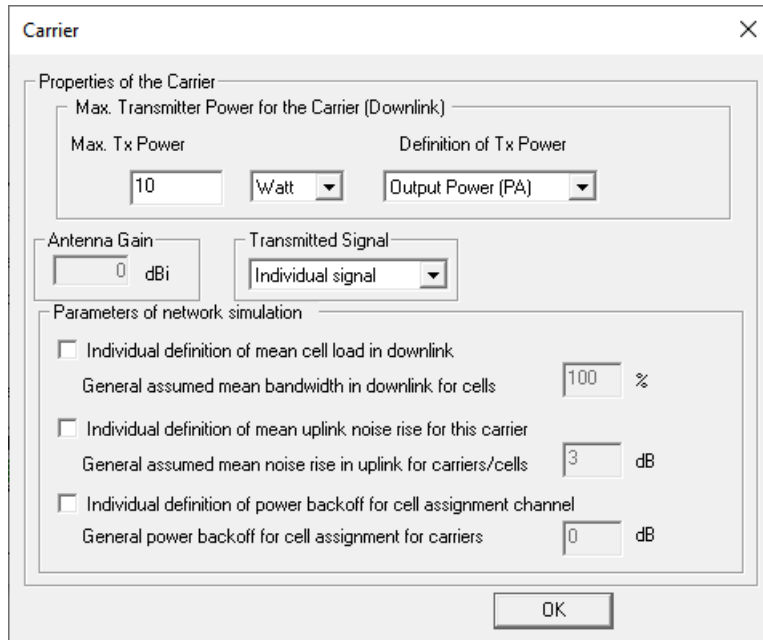 Carrier
Properties of the Carrier
Max. Transmitter Power for the Carrier (Downlink)
Max. Tx Power Definition of Tx Power
10 Watt Output Power (PA)
Antenna Gain Transmitted Signal
0 dBi Individual signal
Parameters of network simulation
Individual definition of mean cell load in downlink
General assumed mean bandwidth in downlink for cells 100 %
Individual definition of mean uplink noise rise for this carrier
General assumed mean noise rise in uplink for carriers/cells 3 dB
Individual definition of power backoff for cell assignment channel
General power backoff for cell assignment for carriers 0 dB
OK